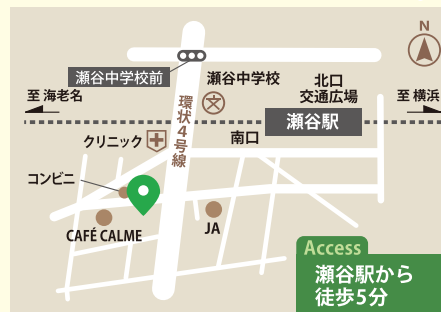 N
瀬谷中学校前
瀬谷中学校
北口
交通広場
至 海老名
至 横浜
瀬谷駅
環状4号線
南口
クリニック
文
コンビニ
CAFÉ CALME
JA
Access
瀬谷駅から
徒歩5分